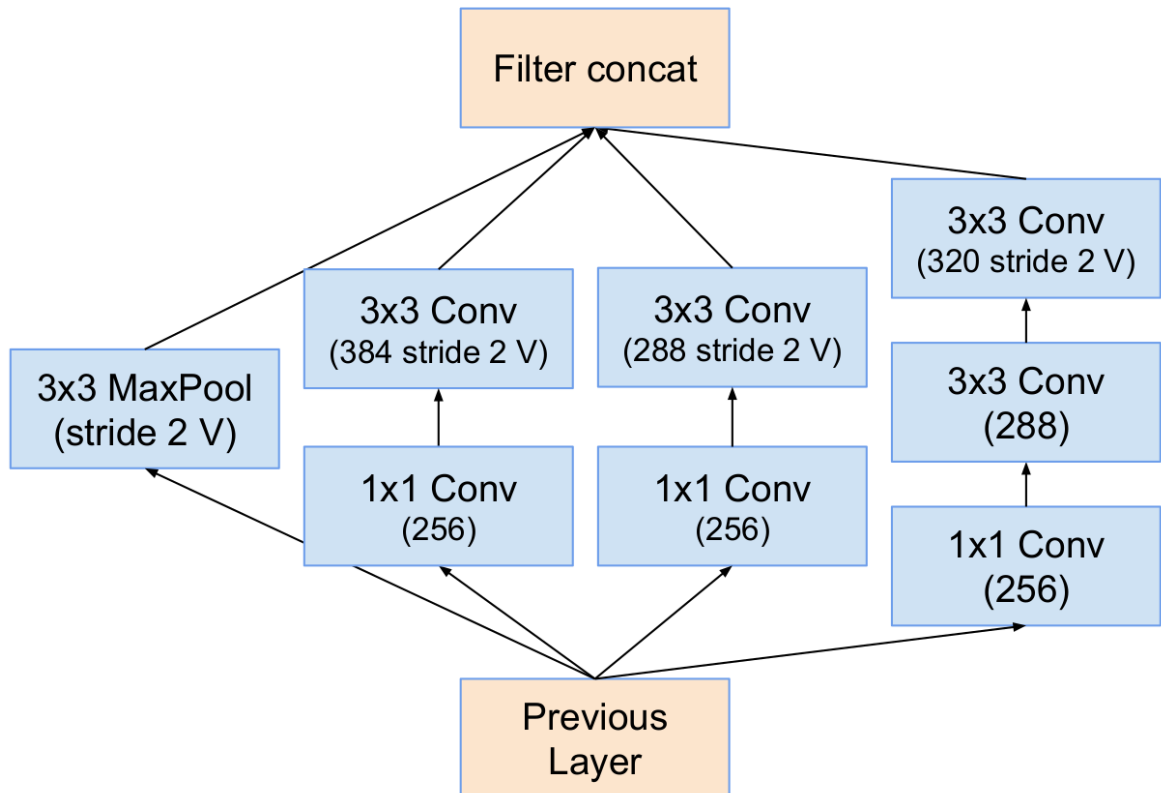 Filter concat
3x3 Conv
(320 stride 2 V)
3x3 Conv
(384 stride 2 V)
3x3 Conv
(288 stride 2 V)
3x3 MaxPool
(stride 2 V)
3x3 Conv
(288)
1x1 Conv
(256)
1x1 Conv
(256)
1x1 Conv
(256)
Previous
Layer